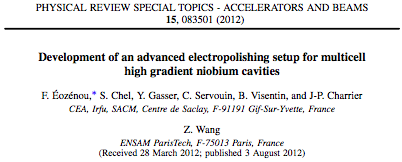 PHYSICAL REVIEW SPECIAL TOPICS - ACCELERATORS AND BEAMS
15, 083501 (2012)
Development of an advanced electropolishing setup for multicell
high gradient niobium cavities
F. Éozénou,* S. Chel, Y. Gasser, C. Servouin, B. Visentin, and J-P. Charrier
CEA, Irfu, SACM, Centre de Saclay, F-91191 Gif-Sur-Yvette, France
Z. Wang
ENSAM ParisTech, F-75013 Paris, France
(Received 28 March 2012; published 3 August 2012)